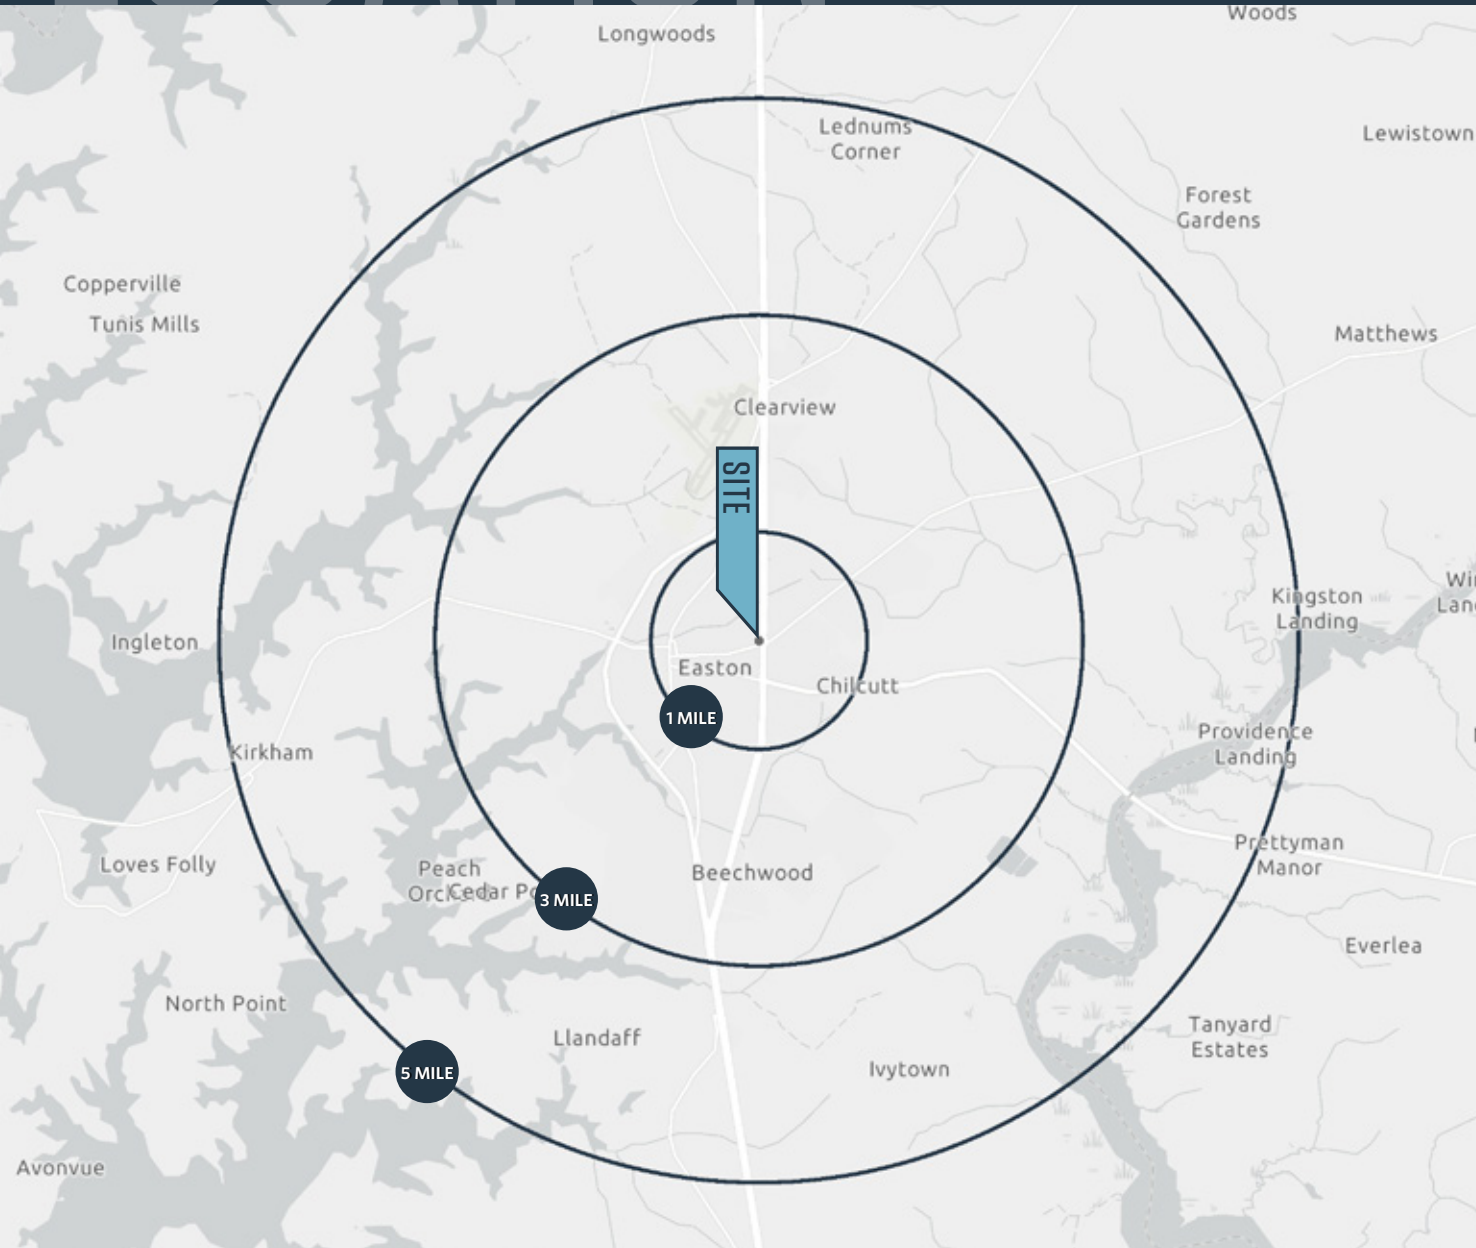 Longwoods
Woods
Lednums
Corner
Lewistown
Forest
Gardens
Copperville
Tunis Mills
Matthews
Clearview
SITE
Kingston
Landing
Ingleton
Easton
Chilcutt
1 MILE
Kirkham
Providence
Landing
Prettyman
Manor
Loves Folly
Peach
Cedar
3 MILE
Beechwood
Everlea
North Point
Llandaff
Tanyard
Estates
5 MILE
Ivytown
Avonvue